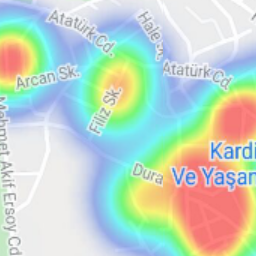 Atatürk Cd.
Hale
Atatürk Cd.
Arcan Sk.
Filiz Sk.
Mehmet Akif Ersoy Cd
Dura
Kardi
Ve Yaşan